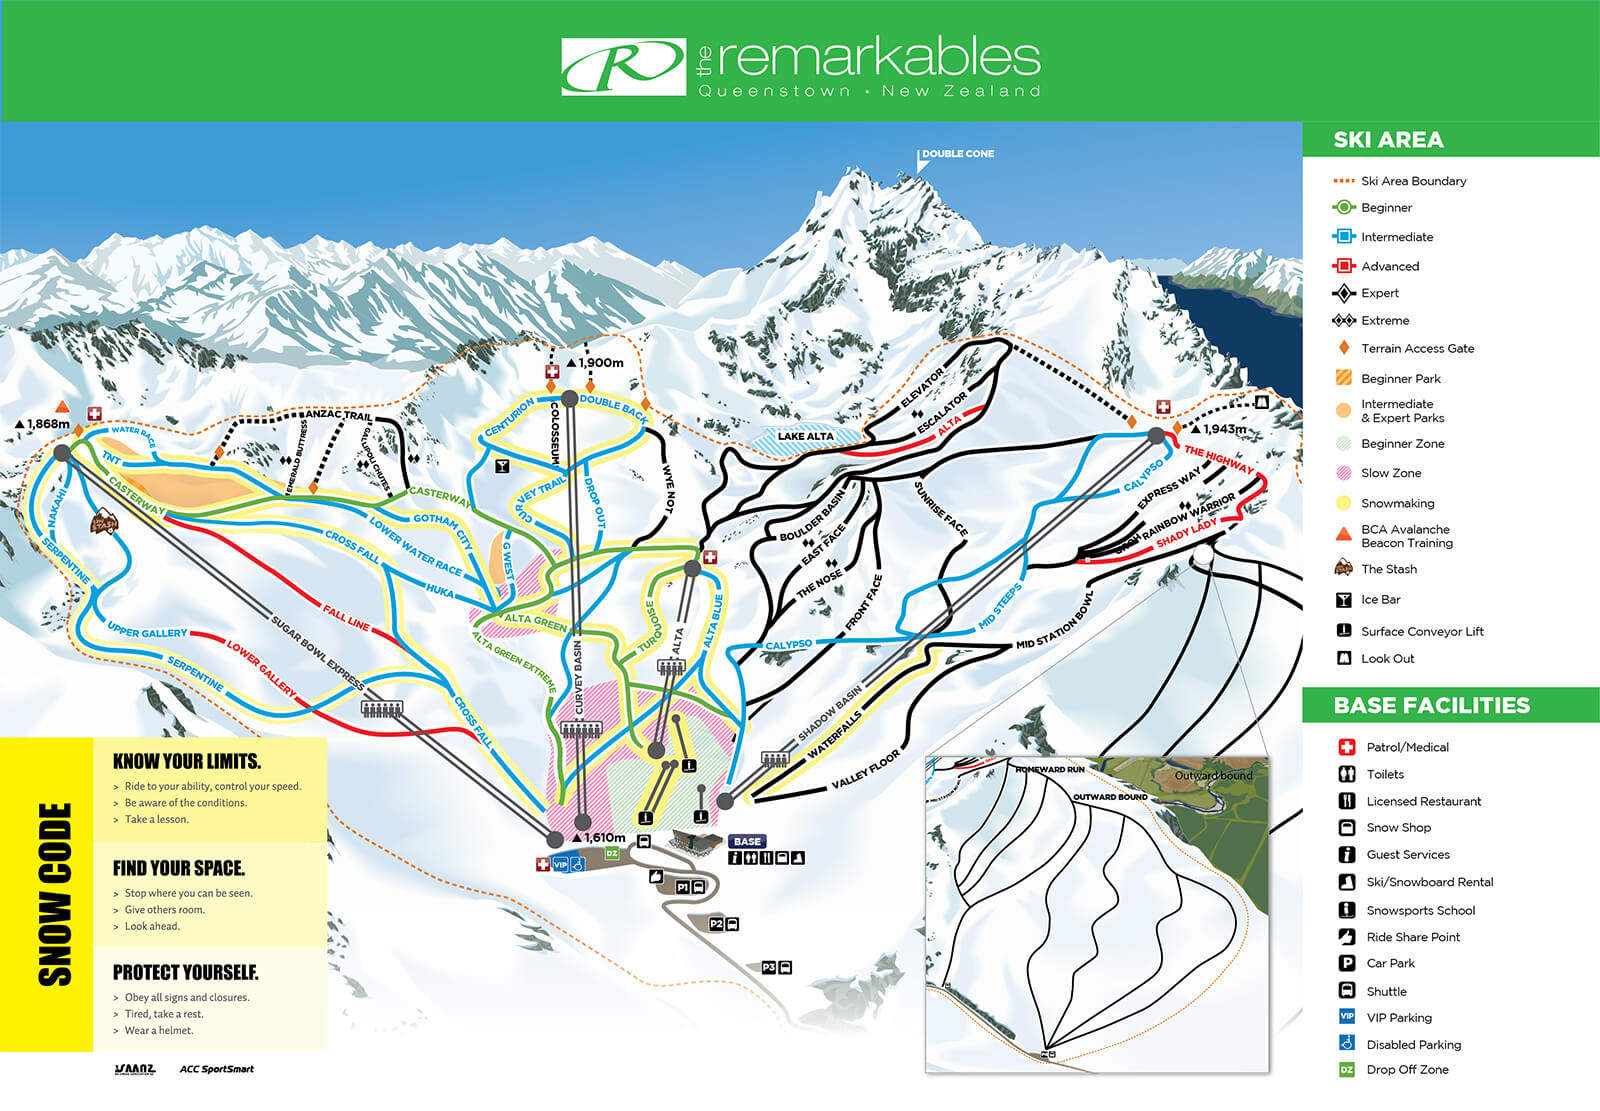 the remarkables
Queenstown • New Zealand
DOUBLE CONE
1,900m
1,868m
1,943m
1,610m
WATER RACE
TNT
CASTERWAY
NAKAHI
THE STASH
SERPENTINE
UPPER GALLERY
SERPENTINE
LOWER GALLERY
FALL LINE
SUGAR BOWL EXPRESS
CROSS FALL
CROSS FALL
ANZAC TRAIL
EMERALD BUTTRESS
GALLIPOLI CHUTES
CASTERWAY
GOTHAM CITY
LOWER WATER RACE
HUKA
G WEST
ALTA GREEN
ALTA GREEN EXTREME
CENTURION
COLOSSEUM
DOUBLE BACK
CURVEY TRAIL
DROP OUT
WYE NOT
CURVEY BASIN
TURQUOISE
ALTA
ALTA BLUE
LAKE ALTA
ELEVATOR
ESCALATOR
ALTA
BOULDER BASIN
EAST FACE
THE NOSE
FRONT FACE
SUNRISE FACE
CALYPSO
CALYPSO
MID STEEPS
MID STATION BOWL
SHADOW BASIN
WATERFALLS
VALLEY FLOOR
THE HIGHWAY
EXPRESS WAY
RAINBOW WARRIOR
SHADY LADY
HOMEWARD RUN
OUTWARD BOUND
Outward bound
BASE
VIP
DZ
P1
P2
P3
SKI AREA
Ski Area Boundary
Beginner
Intermediate
Advanced
Expert
Extreme
Terrain Access Gate
Beginner Park
Intermediate
& Expert Parks
Beginner Zone
Slow Zone
Snowmaking
BCA Avalanche
Beacon Training
The Stash
Ice Bar
Surface Conveyor Lift
Look Out
BASE FACILITIES
Patrol/Medical
Toilets
Licensed Restaurant
Snow Shop
Guest Services
Ski/Snowboard Rental
Snowsports School
Ride Share Point
P Car Park
Shuttle
VIP VIP Parking
Disabled Parking
DZ Drop Off Zone
SNOW CODE
KNOW YOUR LIMITS.
> Ride to your ability, control your speed.
> Be aware of the conditions.
> Take a lesson.
FIND YOUR SPACE.
> Stop where you can be seen.
> Give others room.
> Look ahead.
PROTECT YOURSELF.
> Obey all signs and closures.
> Tired, take a rest.
> Wear a helmet.
SAANZ
ACC SportSmart